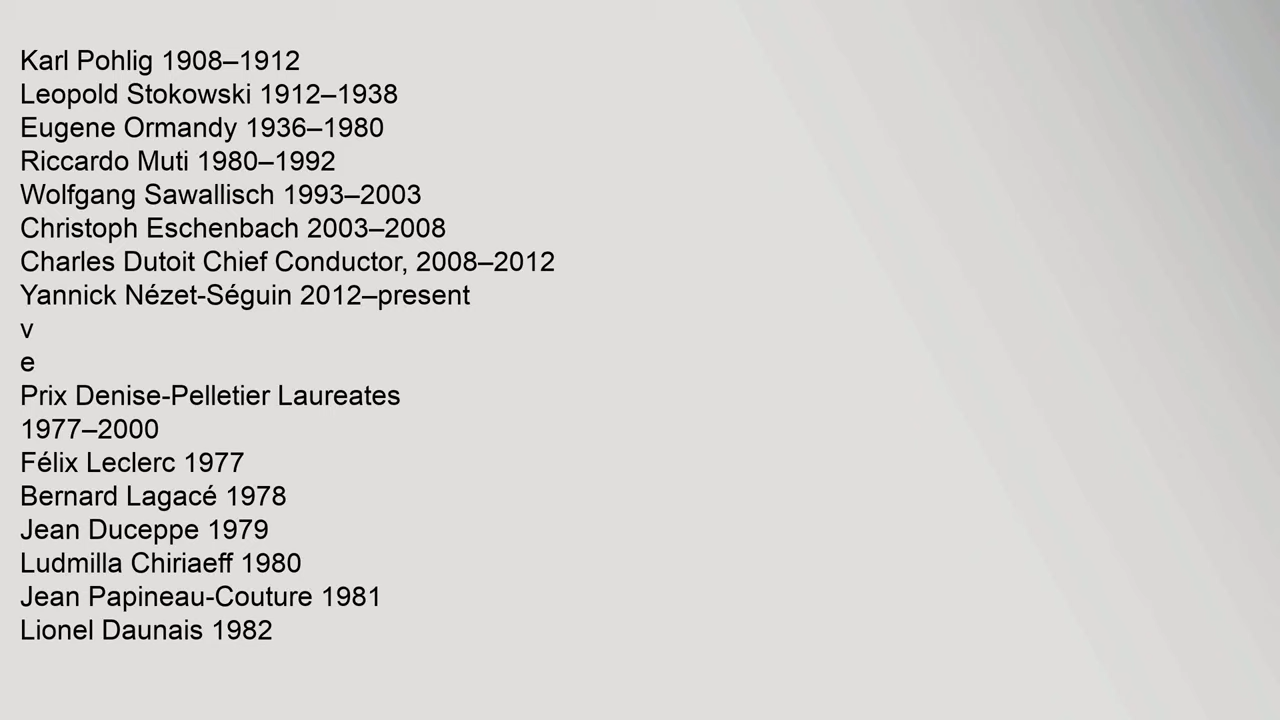 Karl Pohlig 1908–1912
Leopold Stokowski 1912–1938
Eugene Ormandy 1936–1980
Riccardo Muti 1980–1992
Wolfgang Sawallisch 1993–2003
Christoph Eschenbach 2003–2008
Charles Dutoit Chief Conductor, 2008–2012
Yannick Nézet-Séguin 2012–present
v
e
Prix Denise-Pelletier Laureates
1977–2000
Félix Leclerc 1977
Bernard Lagacé 1978
Jean Duceppe 1979
Ludmilla Chiriaeff 1980
Jean Papineau-Couture 1981
Lionel Daunais 1982